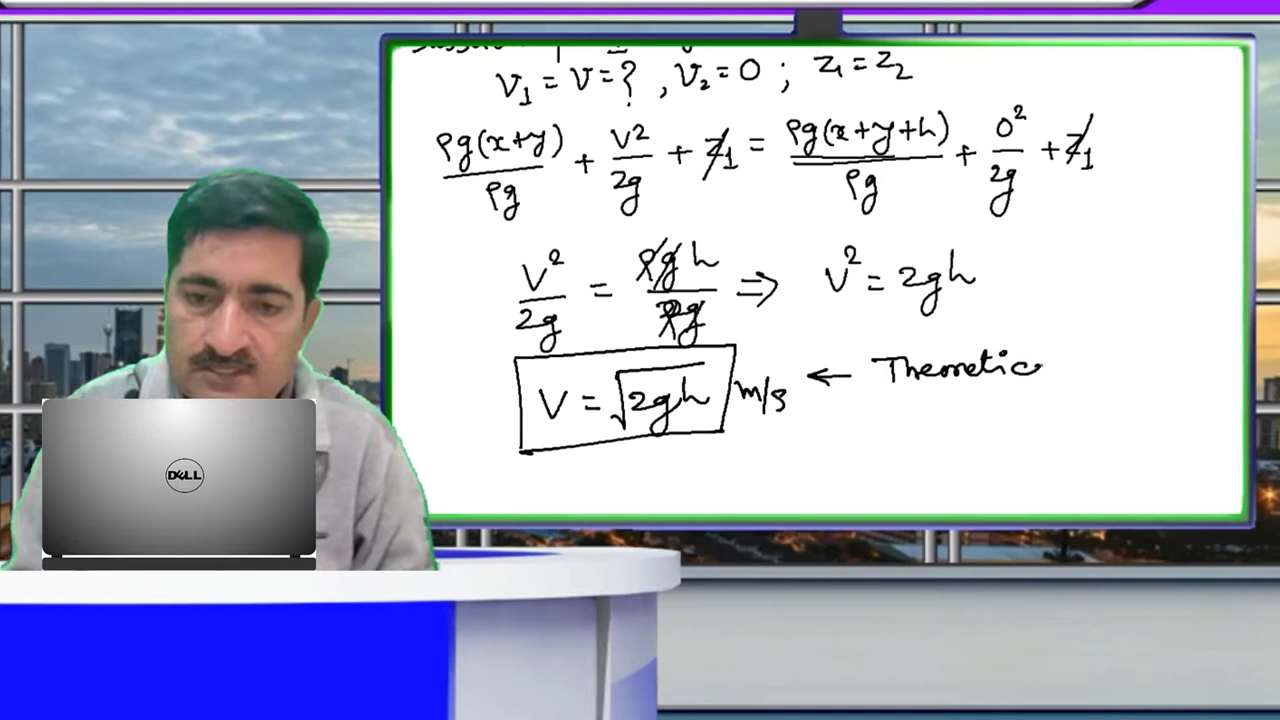 V₁ = V = ? , V₂ = 0 ; Z₁ = Z₂
ρg(x+y)/ρg + V²/2g + Z₁ = ρg(x+y+h)/ρg + 0²/2g + Z₁
V²/2g = ρgh/ρg ⇒ V² = 2gh
V = √2gh m/s ← Theoretic
DELL